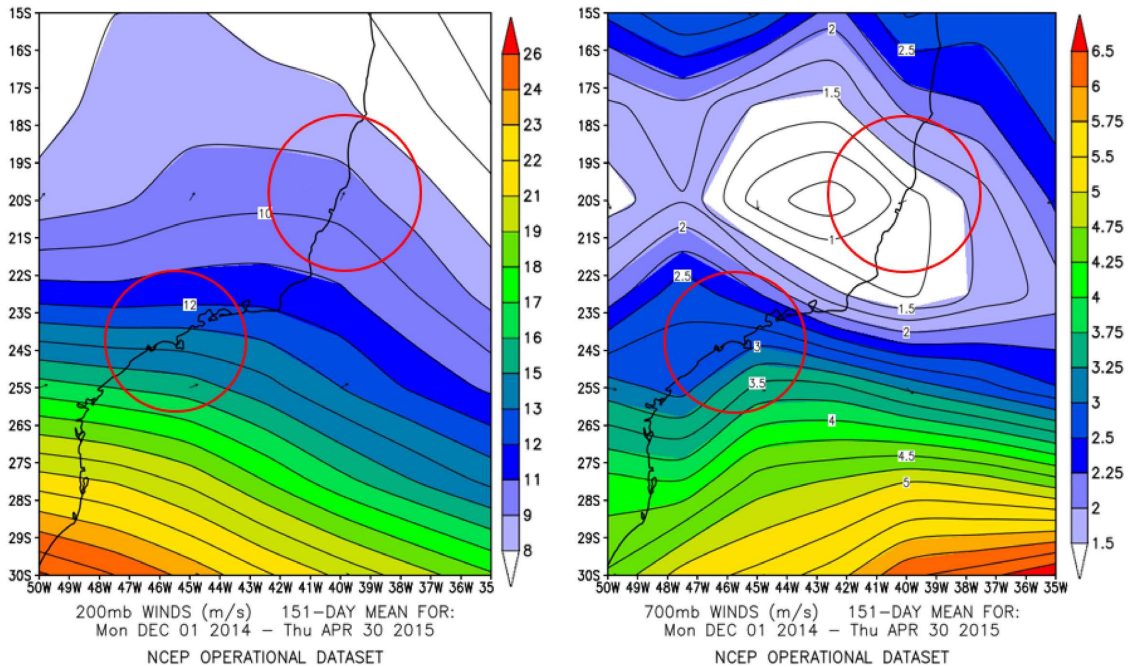 15S
16S
17S
18S
19S
20S
21S
22S
23S
24S
25S
26S
27S
28S
29S
30S
10
12
50W 49W 48W 47W 46W 45W 44W 43W 42W 41W 40W 39W 38W 37W 36W 35W
26
24
23
22
21
19
18
17
16
15
13
12
11
9
8
200mb WINDS (m/s) 151-DAY MEAN FOR:
Mon DEC 01 2014 – Thu APR 30 2015
NCEP OPERATIONAL DATASET
15S
16S
17S
18S
19S
20S
21S
22S
23S
24S
25S
26S
27S
28S
29S
30S
2
2.5
1.5
1
2
2.5
1.5
2
3
3.5
4
4.5
5
50W 49W 48W 47W 46W 45W 44W 43W 42W 41W 40W 39W 38W 37W 36W 35W
6.5
6
5.75
5.5
5
4.75
4.25
4
3.75
3.25
3
2.5
2.25
2
1.5
700mb WINDS (m/s) 151-DAY MEAN FOR:
Mon DEC 01 2014 – Thu APR 30 2015
NCEP OPERATIONAL DATASET